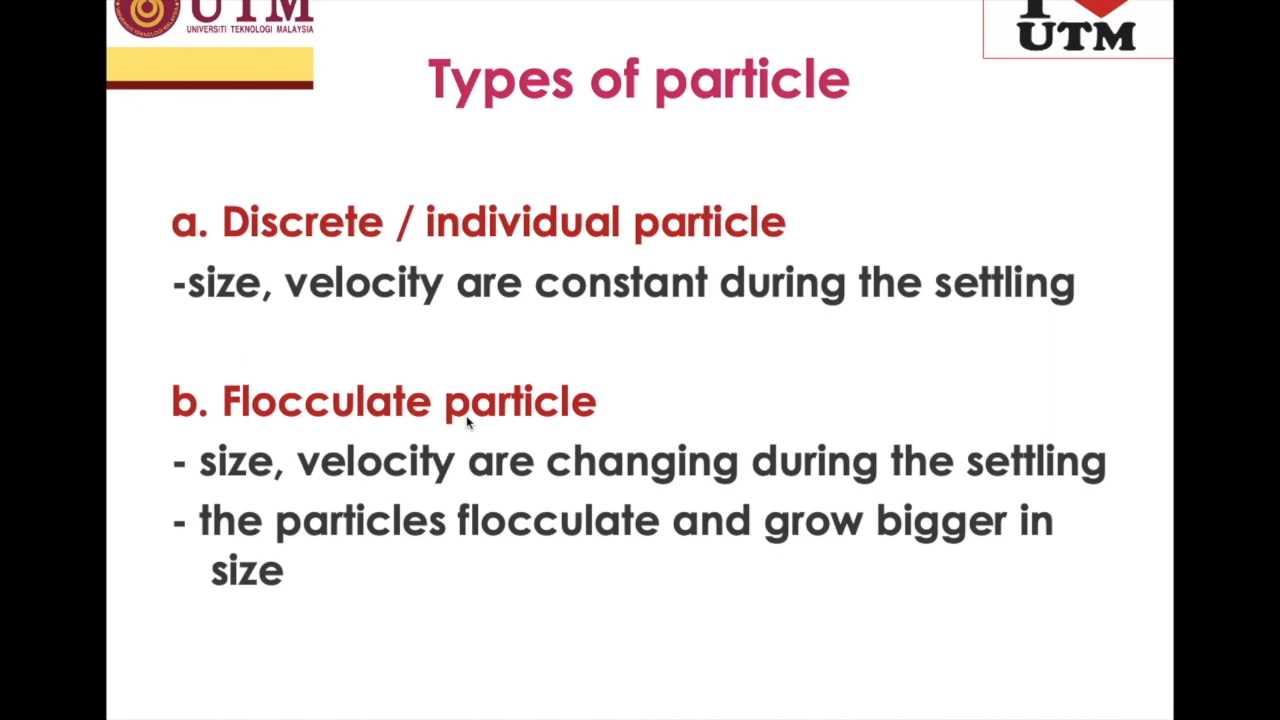 UTM
UNIVERSITI TEKNOLOGI MALAYSIA
I
UTM
Types of particle
a. Discrete / individual particle
-size, velocity are constant during the settling
b. Flocculate particle
- size, velocity are changing during the settling
- the particles flocculate and grow bigger in
size